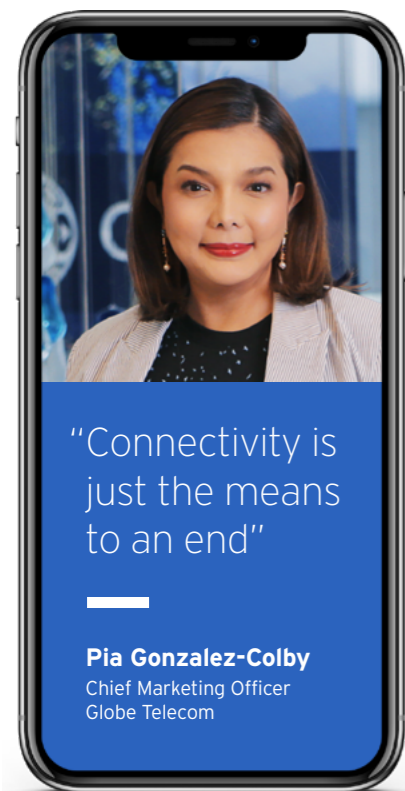 “Connectivity is
just the means
to an end”
Pia Gonzalez-Colby
Chief Marketing Officer
Globe Telecom